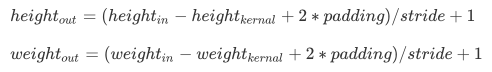 height_out = (height_in − height_kernal + 2 * padding)/stride + 1
weight_out = (weight_in − weight_kernal + 2 * padding)/stride + 1